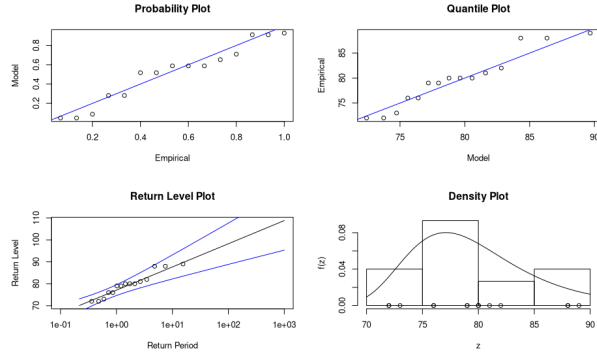 Probability Plot
Model
0.2 0.4 0.6 0.8
0.2 0.4 0.6 0.8 1.0
Empirical
Quantile Plot
Empirical
75 80 85
75 80 85 90
Model
Return Level Plot
Return Level
70 80 90 100 110
1e-01 1e+00 1e+01 1e+02 1e+03
Return Period
Density Plot
f(z)
0.00 0.04 0.08
70 75 80 85 90
z